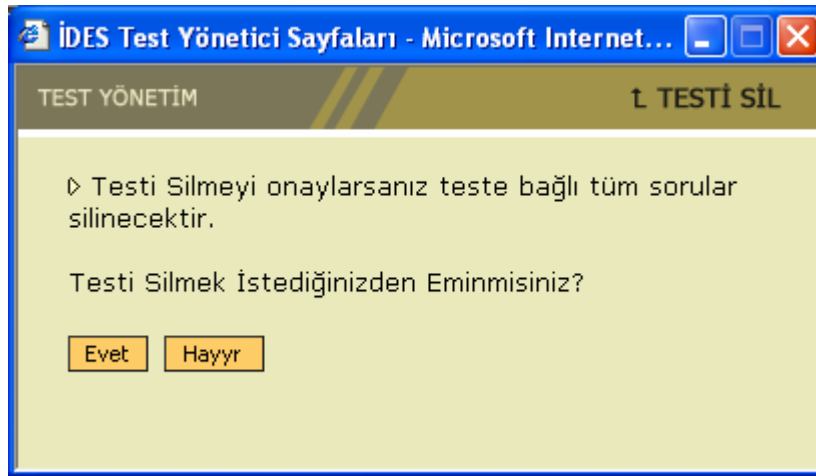 İDES Test Yönetici Sayfaları - Microsoft Internet...
TEST YÖNETİM
TESTİ SİL
Testi Silmeyi onaylarsanız teste bağlı tüm sorular
silinecektir.
Testi Silmek İstediğinizden Eminmisiniz?
Evet
Hayyr